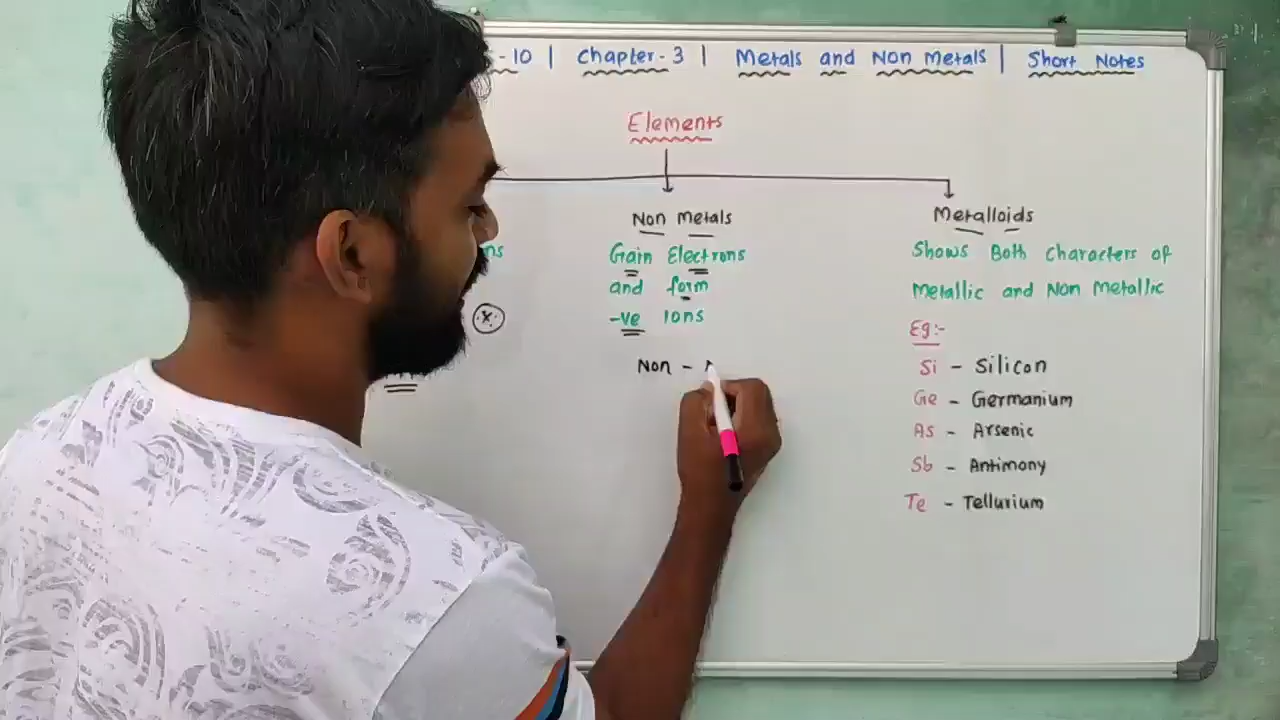 -10 | Chapter-3 | Metals and Non Metals | Short Notes
Elements
Non Metals
Gain Electrons
and form
-ve Ions
Non -
Metalloids
Shows Both Characters of
Metallic and Non Metallic
Eg:-
Si - Silicon
Ge - Germanium
As - Arsenic
Sb - Antimony
Te - Tellurium
ns
x